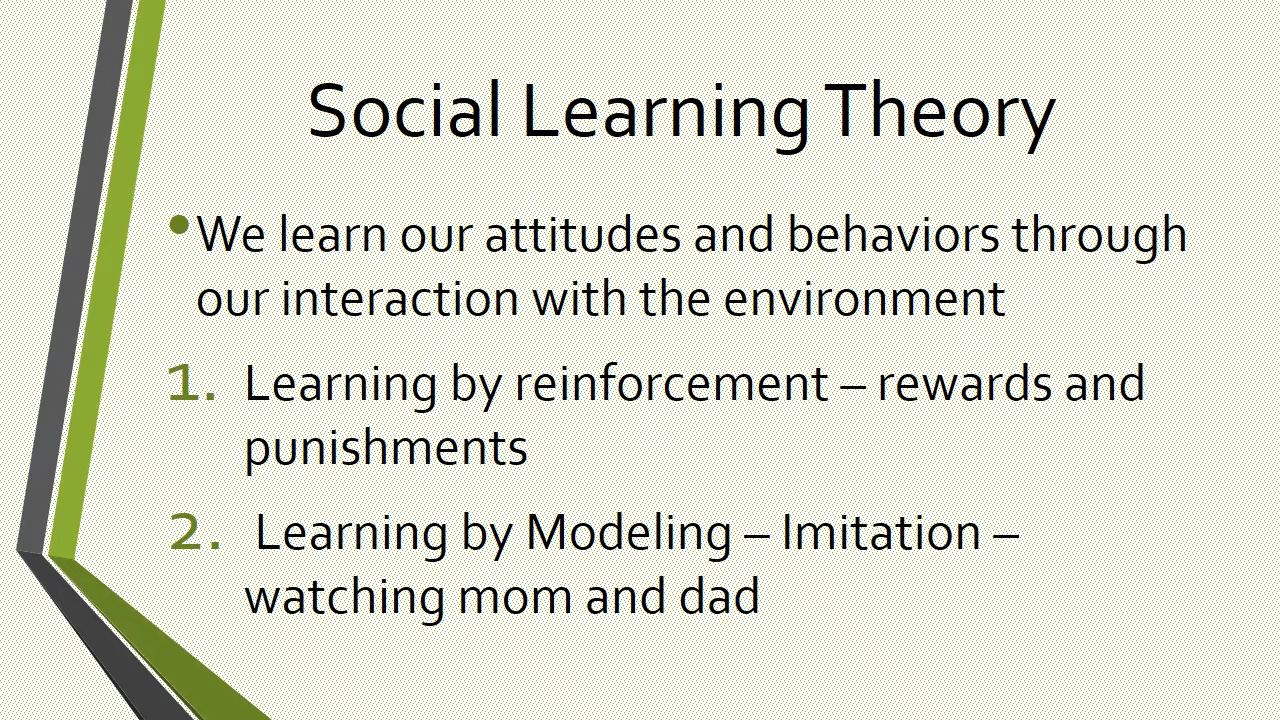 Social Learning Theory
• We learn our attitudes and behaviors through
our interaction with the environment
1. Learning by reinforcement – rewards and
punishments
2. Learning by Modeling – Imitation –
watching mom and dad